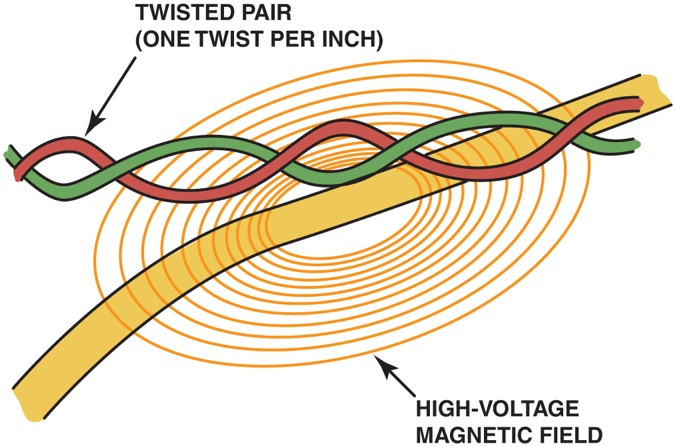 TWISTED PAIR
(ONE TWIST PER INCH)
HIGH-VOLTAGE
MAGNETIC FIELD